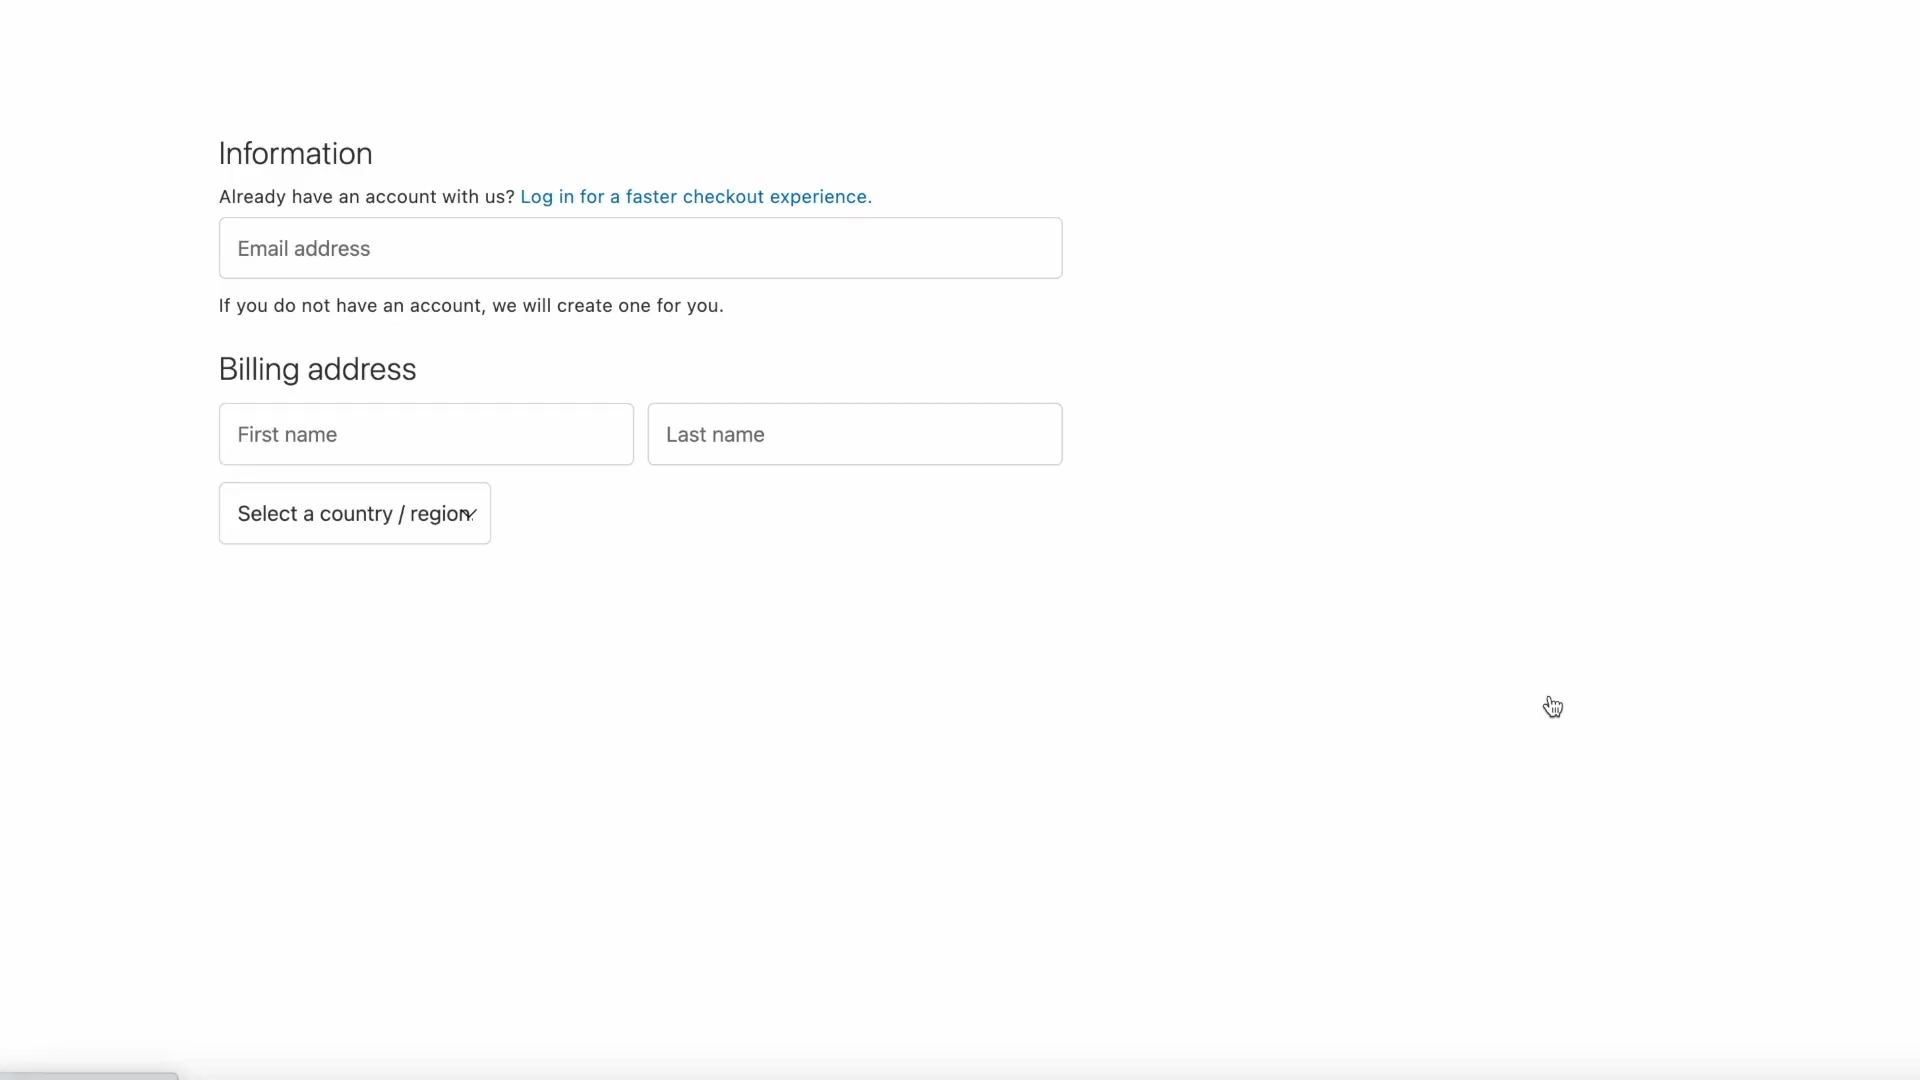 Information
Already have an account with us? Log in for a faster checkout experience.
Email address
If you do not have an account, we will create one for you.
Billing address
First name
Last name
Select a country / region